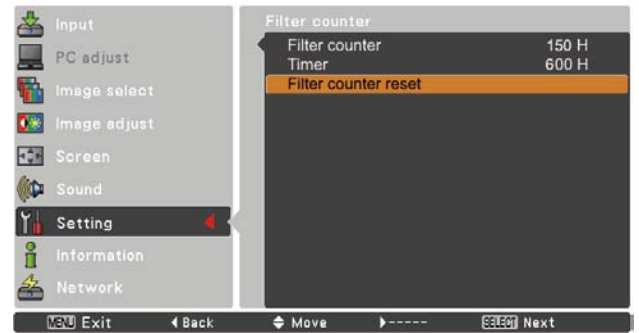 Input
PC adjust
Image select
Image adjust
Screen
Sound
Setting
Information
Network
Filter counter
Filter counter 150 H
Timer 600 H
Filter counter reset
MENU Exit Back Move ----- SELECT Next